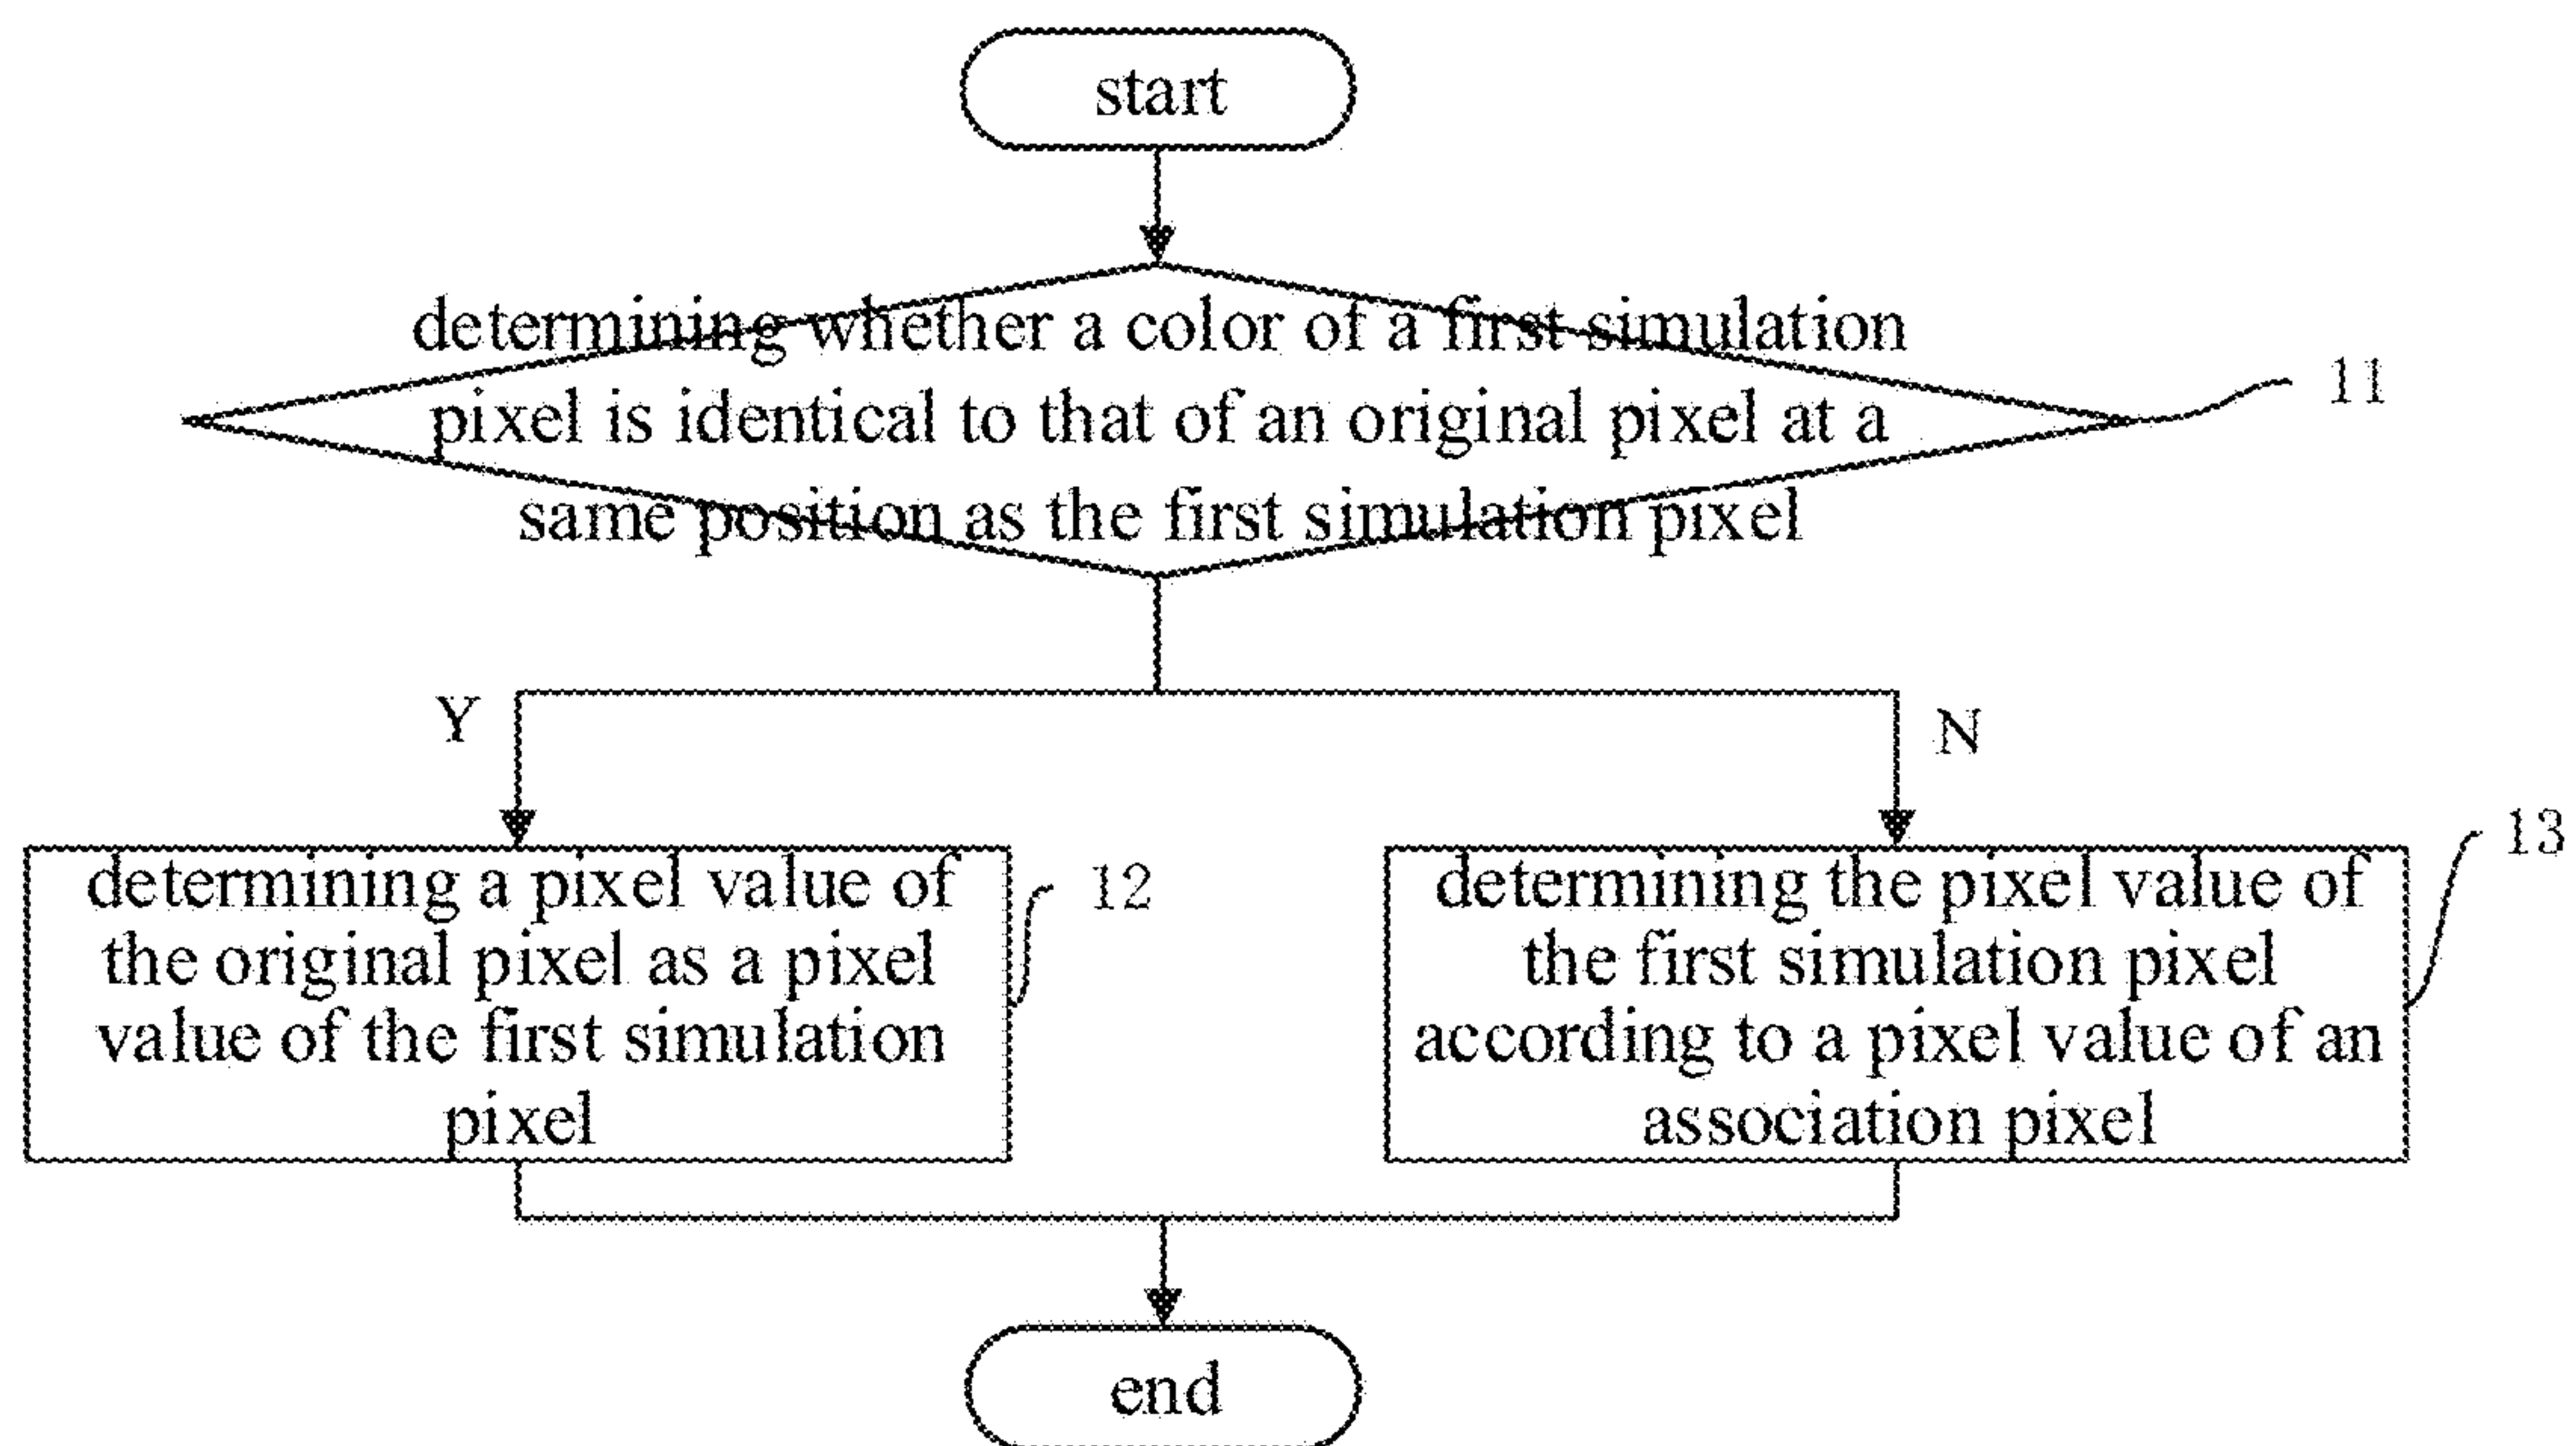 start
determining whether a color of a first simulation
pixel is identical to that of an original pixel at a
same position as the first simulation pixel
11
Y
N
determining a pixel value of
the original pixel as a pixel
value of the first simulation
pixel
12
determining the pixel value of
the first simulation pixel
according to a pixel value of an
association pixel
13
end